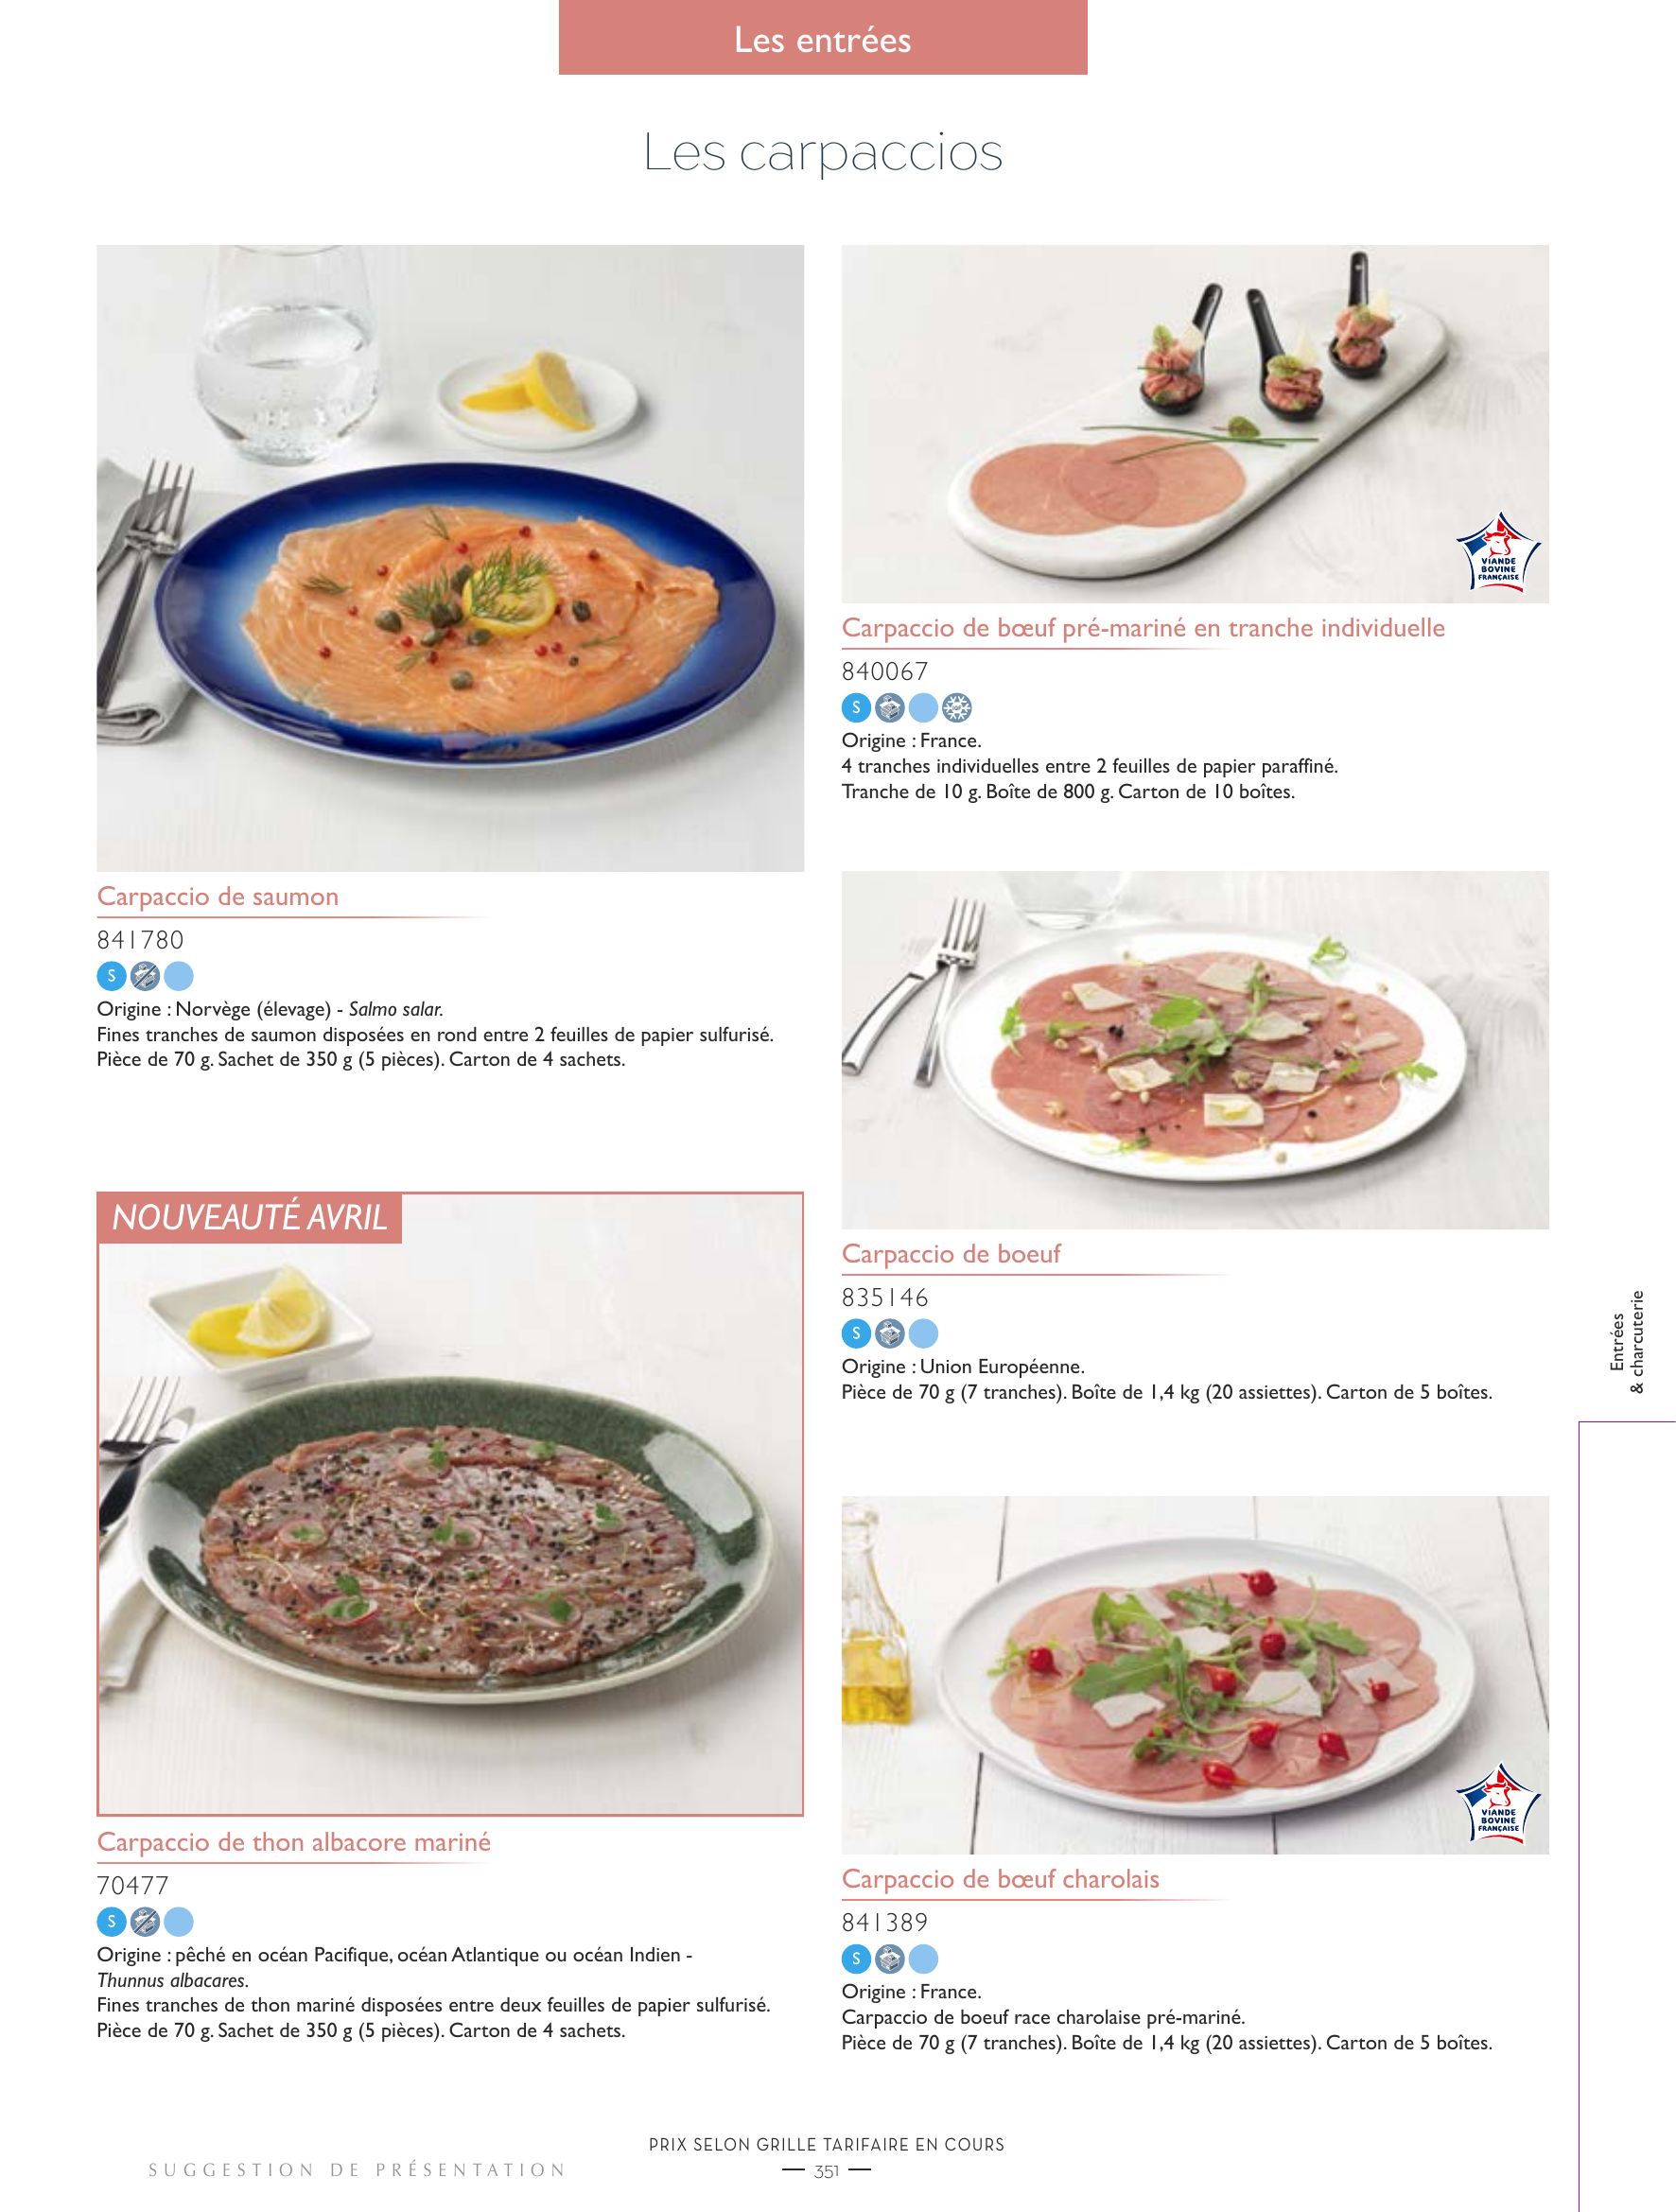 Les entrées
Les carpaccios
Carpaccio de saumon
841780
S
Origine : Norvège (élevage) - Salmo salar.
Fines tranches de saumon disposées en rond entre 2 feuilles de papier sulfurisé.
Pièce de 70 g. Sachet de 350 g (5 pièces). Carton de 4 sachets.
NOUVEAUTÉ AVRIL
Carpaccio de thon albacore mariné
70477
S
Origine : pêché en océan Pacifique, océan Atlantique ou océan Indien -
Thunnus albacares.
Fines tranches de thon mariné disposées entre deux feuilles de papier sulfurisé.
Pièce de 70 g. Sachet de 350 g (5 pièces). Carton de 4 sachets.
VIANDE
BOVINE
FRANÇAISE
Carpaccio de bœuf pré-mariné en tranche individuelle
840067
S
Origine : France.
4 tranches individuelles entre 2 feuilles de papier paraffiné.
Tranche de 10 g. Boîte de 800 g. Carton de 10 boîtes.
Carpaccio de boeuf
835146
S
Origine : Union Européenne.
Pièce de 70 g (7 tranches). Boîte de 1,4 kg (20 assiettes). Carton de 5 boîtes.
VIANDE
BOVINE
FRANÇAISE
Carpaccio de bœuf charolais
841389
S
Origine : France.
Carpaccio de boeuf race charolaise pré-mariné.
Pièce de 70 g (7 tranches). Boîte de 1,4 kg (20 assiettes). Carton de 5 boîtes.
Entrées
& charcuterie
PRIX SELON GRILLE TARIFAIRE EN COURS
SUGGESTION DE PRÉSENTATION
351